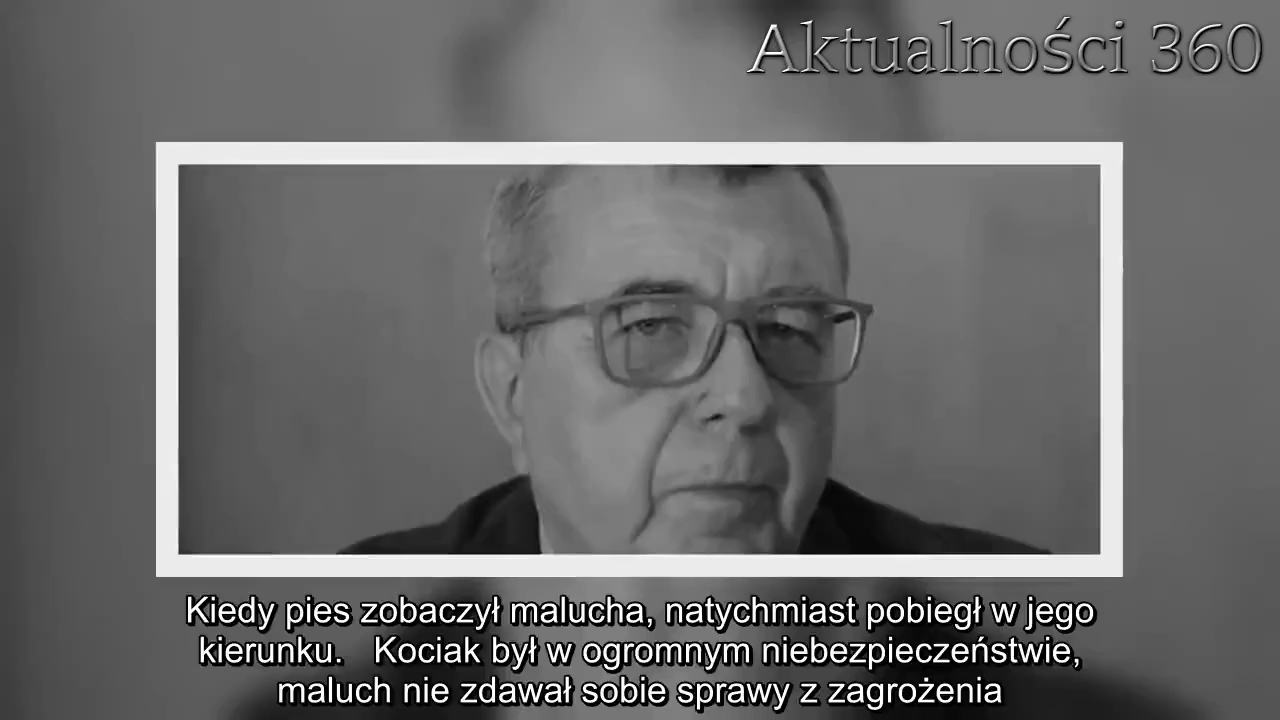 Aktualności 360
Kiedy pies zobaczył malucha, natychmiast pobiegł w jego
kierunku. Kociak był w ogromnym niebezpieczeństwie,
maluch nie zdawał sobie sprawy z zagrożenia